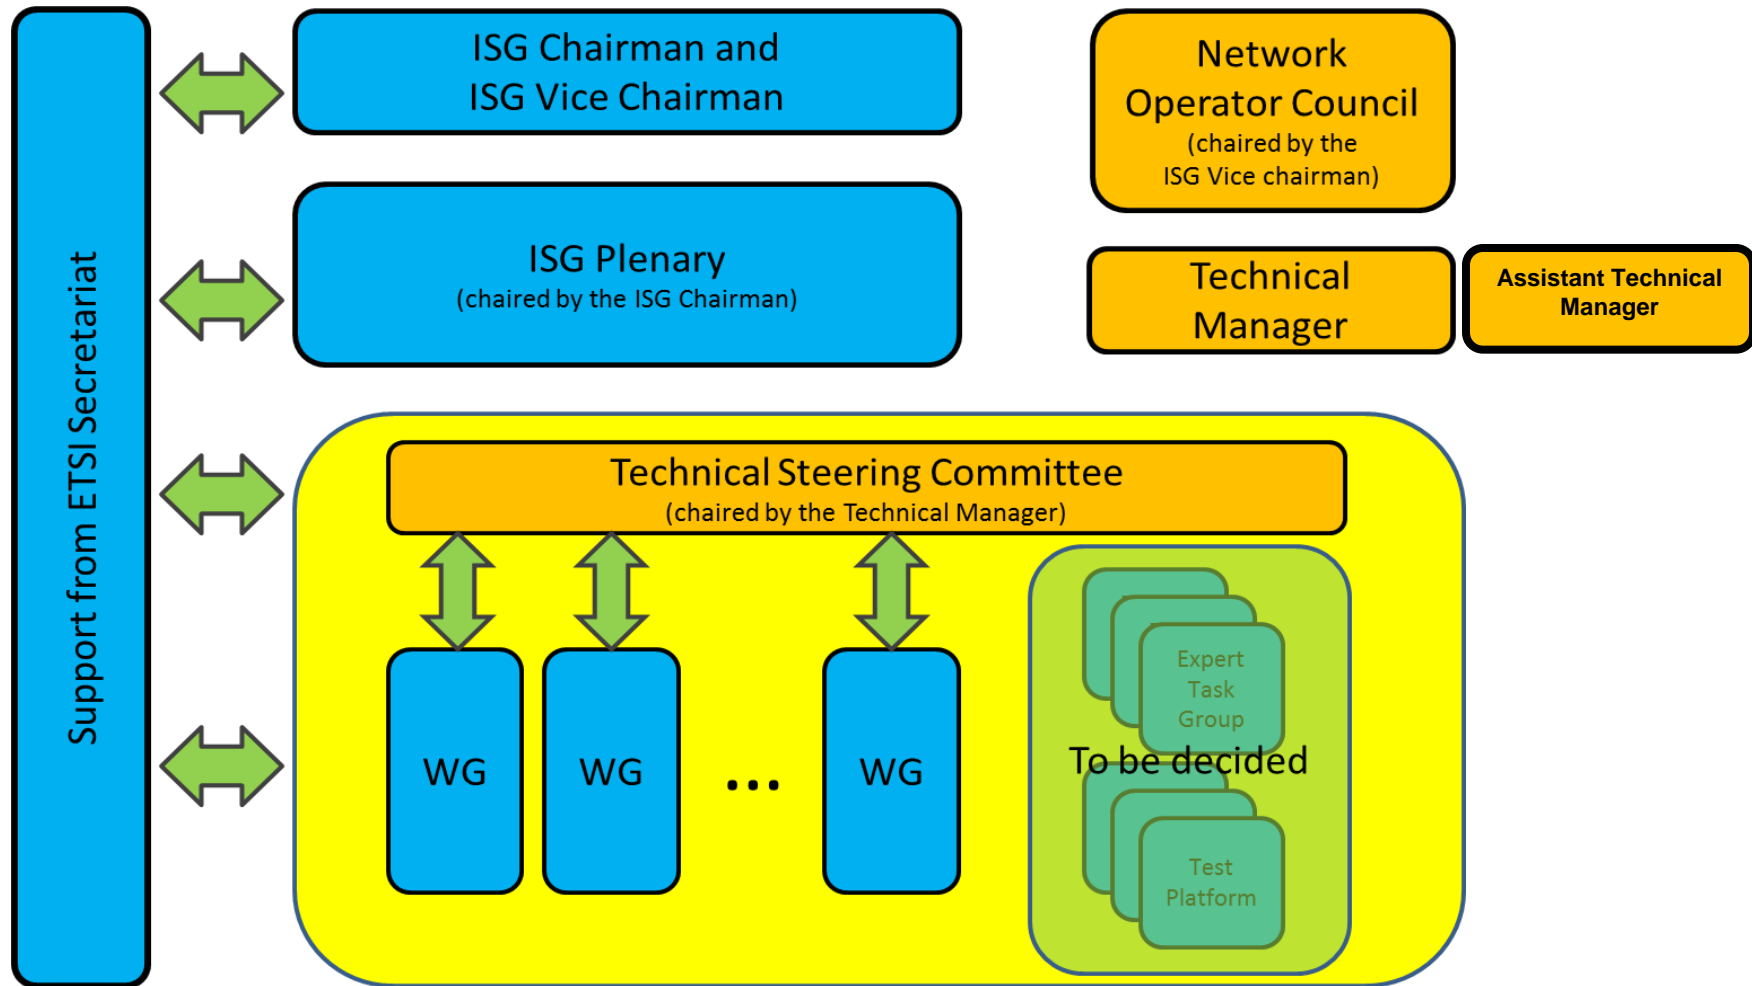 Support from ETSI Secretariat
ISG Chairman and
ISG Vice Chairman
Network
Operator Council
(chaired by the
ISG Vice chairman)
ISG Plenary
(chaired by the ISG Chairman)
Technical
Manager
Assistant Technical
Manager
Technical Steering Committee
(chaired by the Technical Manager)
WG
WG
...
WG
Expert
Task
Group
To be decided
Test
Platform